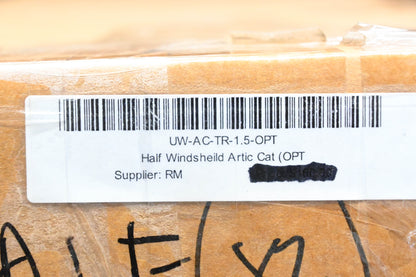 UW-AC-TR-1.5-OPT
Half Windsheild Artic Cat (OPT
Supplier: RM